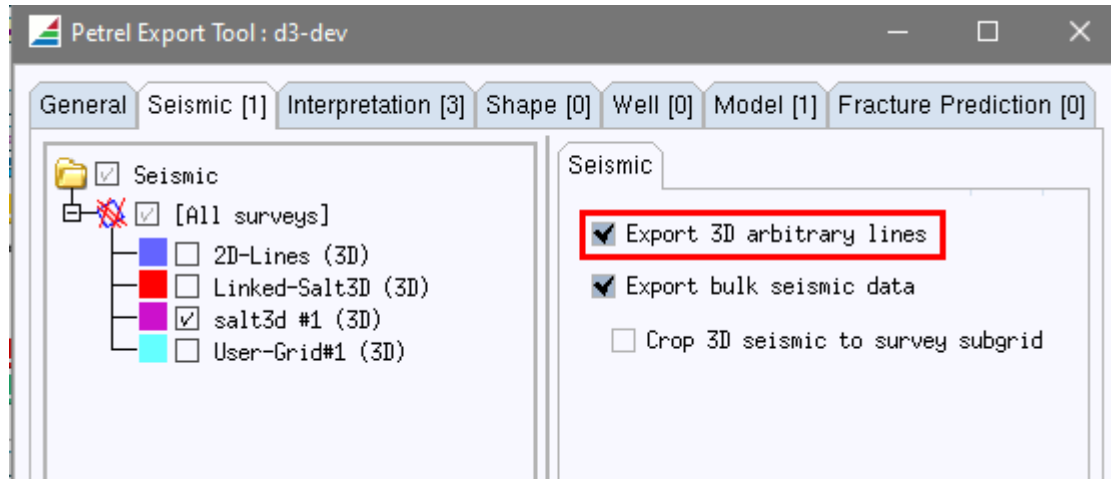 Petrel Export Tool : d3-dev
General Seismic [1] Interpretation [3] Shape [0] Well [0] Model [1] Fracture Prediction [0]
Seismic
[All surveys]
2D-Lines (3D)
Linked-Salt3D (3D)
salt3d #1 (3D)
User-Grid#1 (3D)
Seismic
Export 3D arbitrary lines
Export bulk seismic data
Crop 3D seismic to survey subgrid